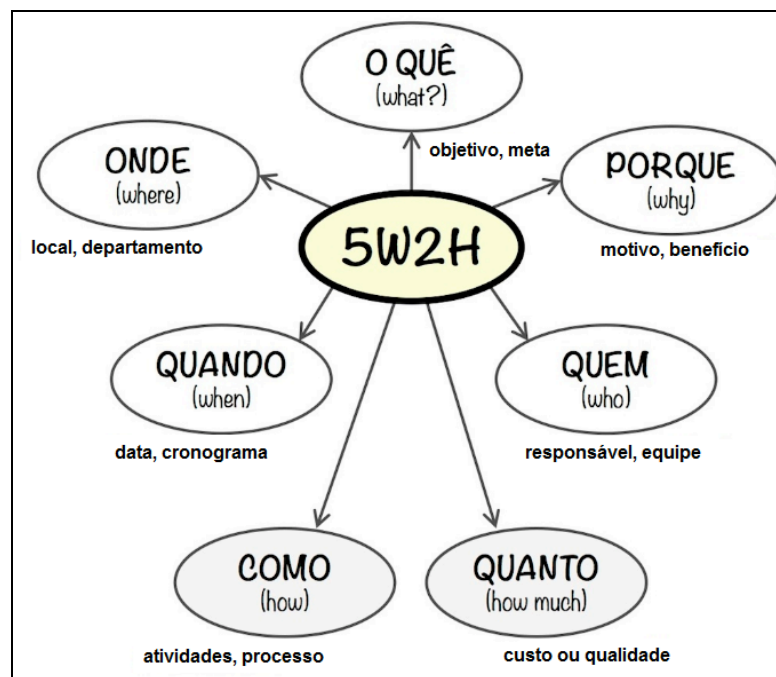 O QUÊ
(what?)
objetivo, meta
ONDE
(where)
local, departamento
PORQUE
(why)
motivo, benefício
5W2H
QUANDO
(when)
data, cronograma
QUEM
(who)
responsável, equipe
COMO
(how)
atividades, processo
QUANTO
(how much)
custo ou qualidade